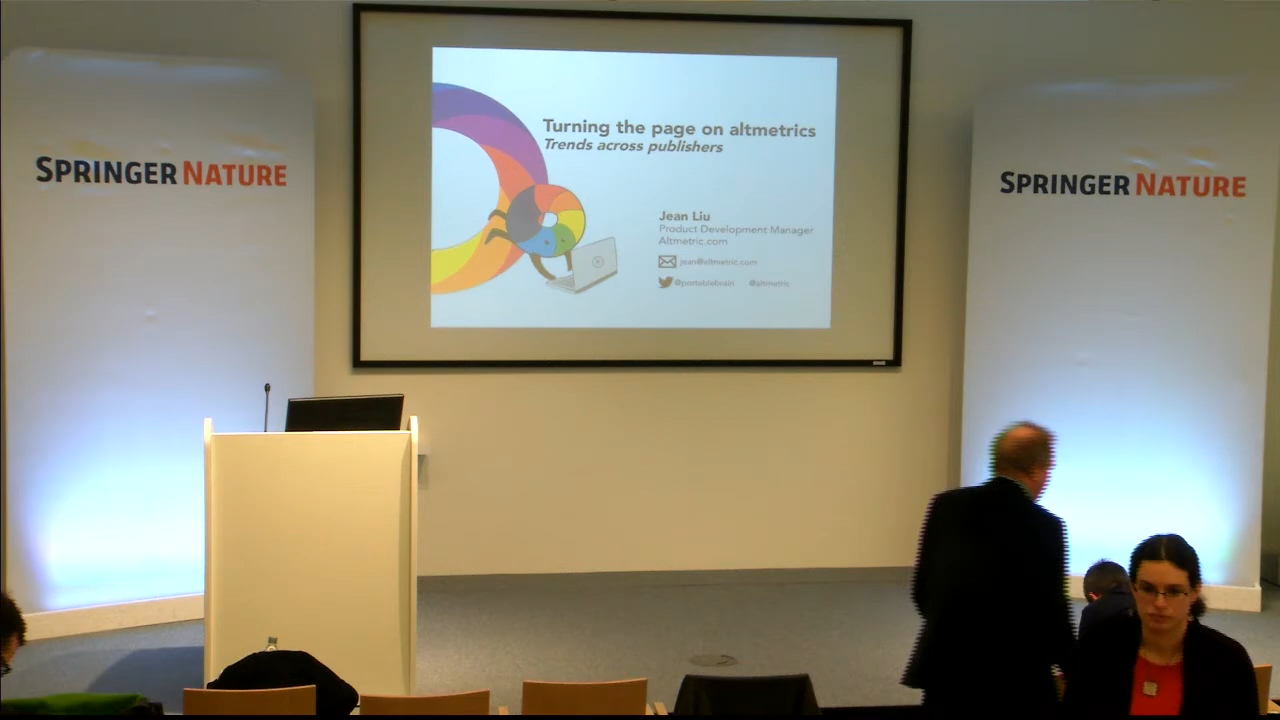 SPRINGER NATURE
Turning the page on altmetrics
Trends across publishers
Jean Liu
Product Development Manager
Altmetric.com
jean@altmetric.com
@portablebrain @altmetric
SPRINGER NATURE